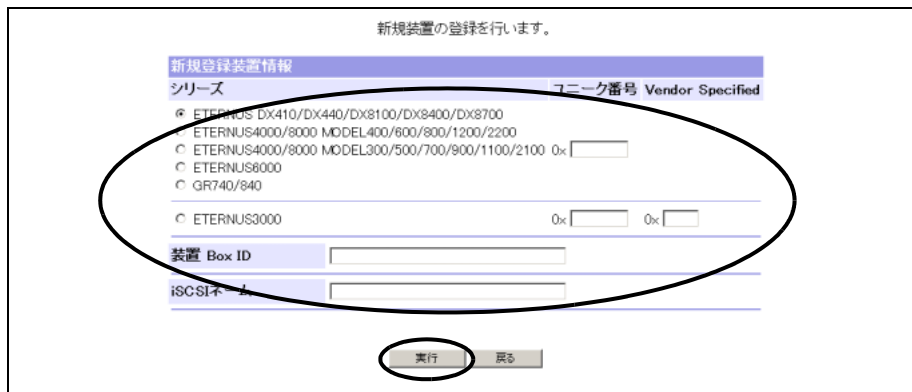 新規装置の登録を行います。
新規登録装置情報
シリーズ ユニーク番号 Vendor Specified
ETERNUS DX410/DX440/DX8100/DX8400/DX8700
ETERNUS4000/8000 MODEL400/600/800/1200/2200
ETERNUS4000/8000 MODEL300/500/700/900/1100/2100 0x
ETERNUS6000
GR740/840
ETERNUS3000 0x 0x
装置 Box ID
iSCSIネーム
実行 戻る